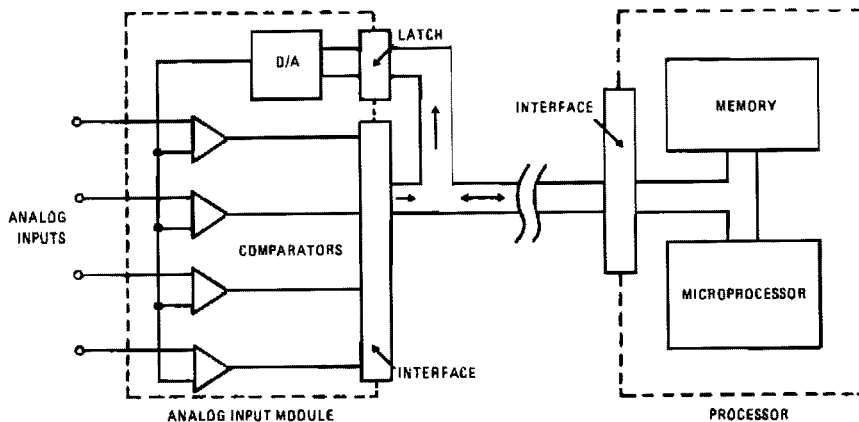 LATCH
D/A
INTERFACE
MEMORY
ANALOG
INPUTS
COMPARATORS
MICROPROCESSOR
INTERFACE
ANALOG INPUT MODULE
PROCESSOR